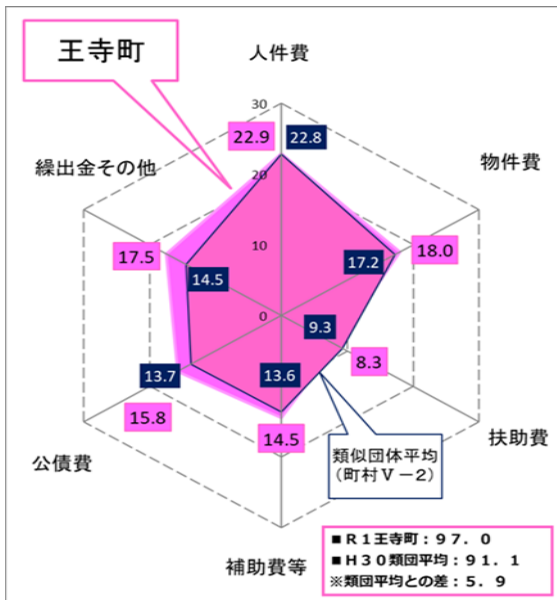 王寺町
人件費
30
22.9
22.8
繰出金その他
20
物件費
17.5
10
17.2
18.0
14.5
0
9.3
8.3
13.7
13.6
15.8
14.5
類似団体平均
(町村Ⅴ－2)
扶助費
公債費
補助費等
■R1王寺町：97．0
■H30類団平均：91．1
※類団平均との差：5．9